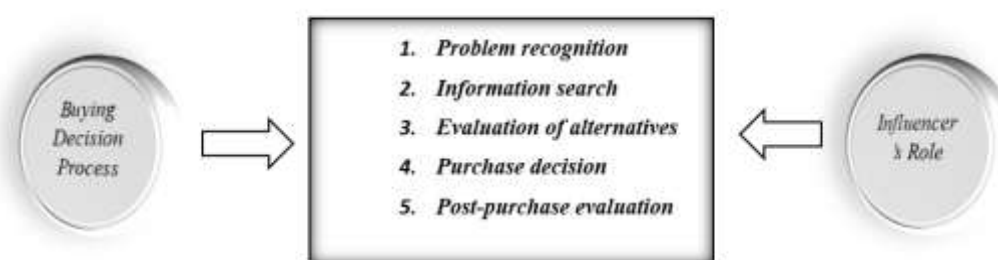 Buying
Decision
Process
1. Problem recognition
2. Information search
3. Evaluation of alternatives
4. Purchase decision
5. Post-purchase evaluation
Influencer
's Role